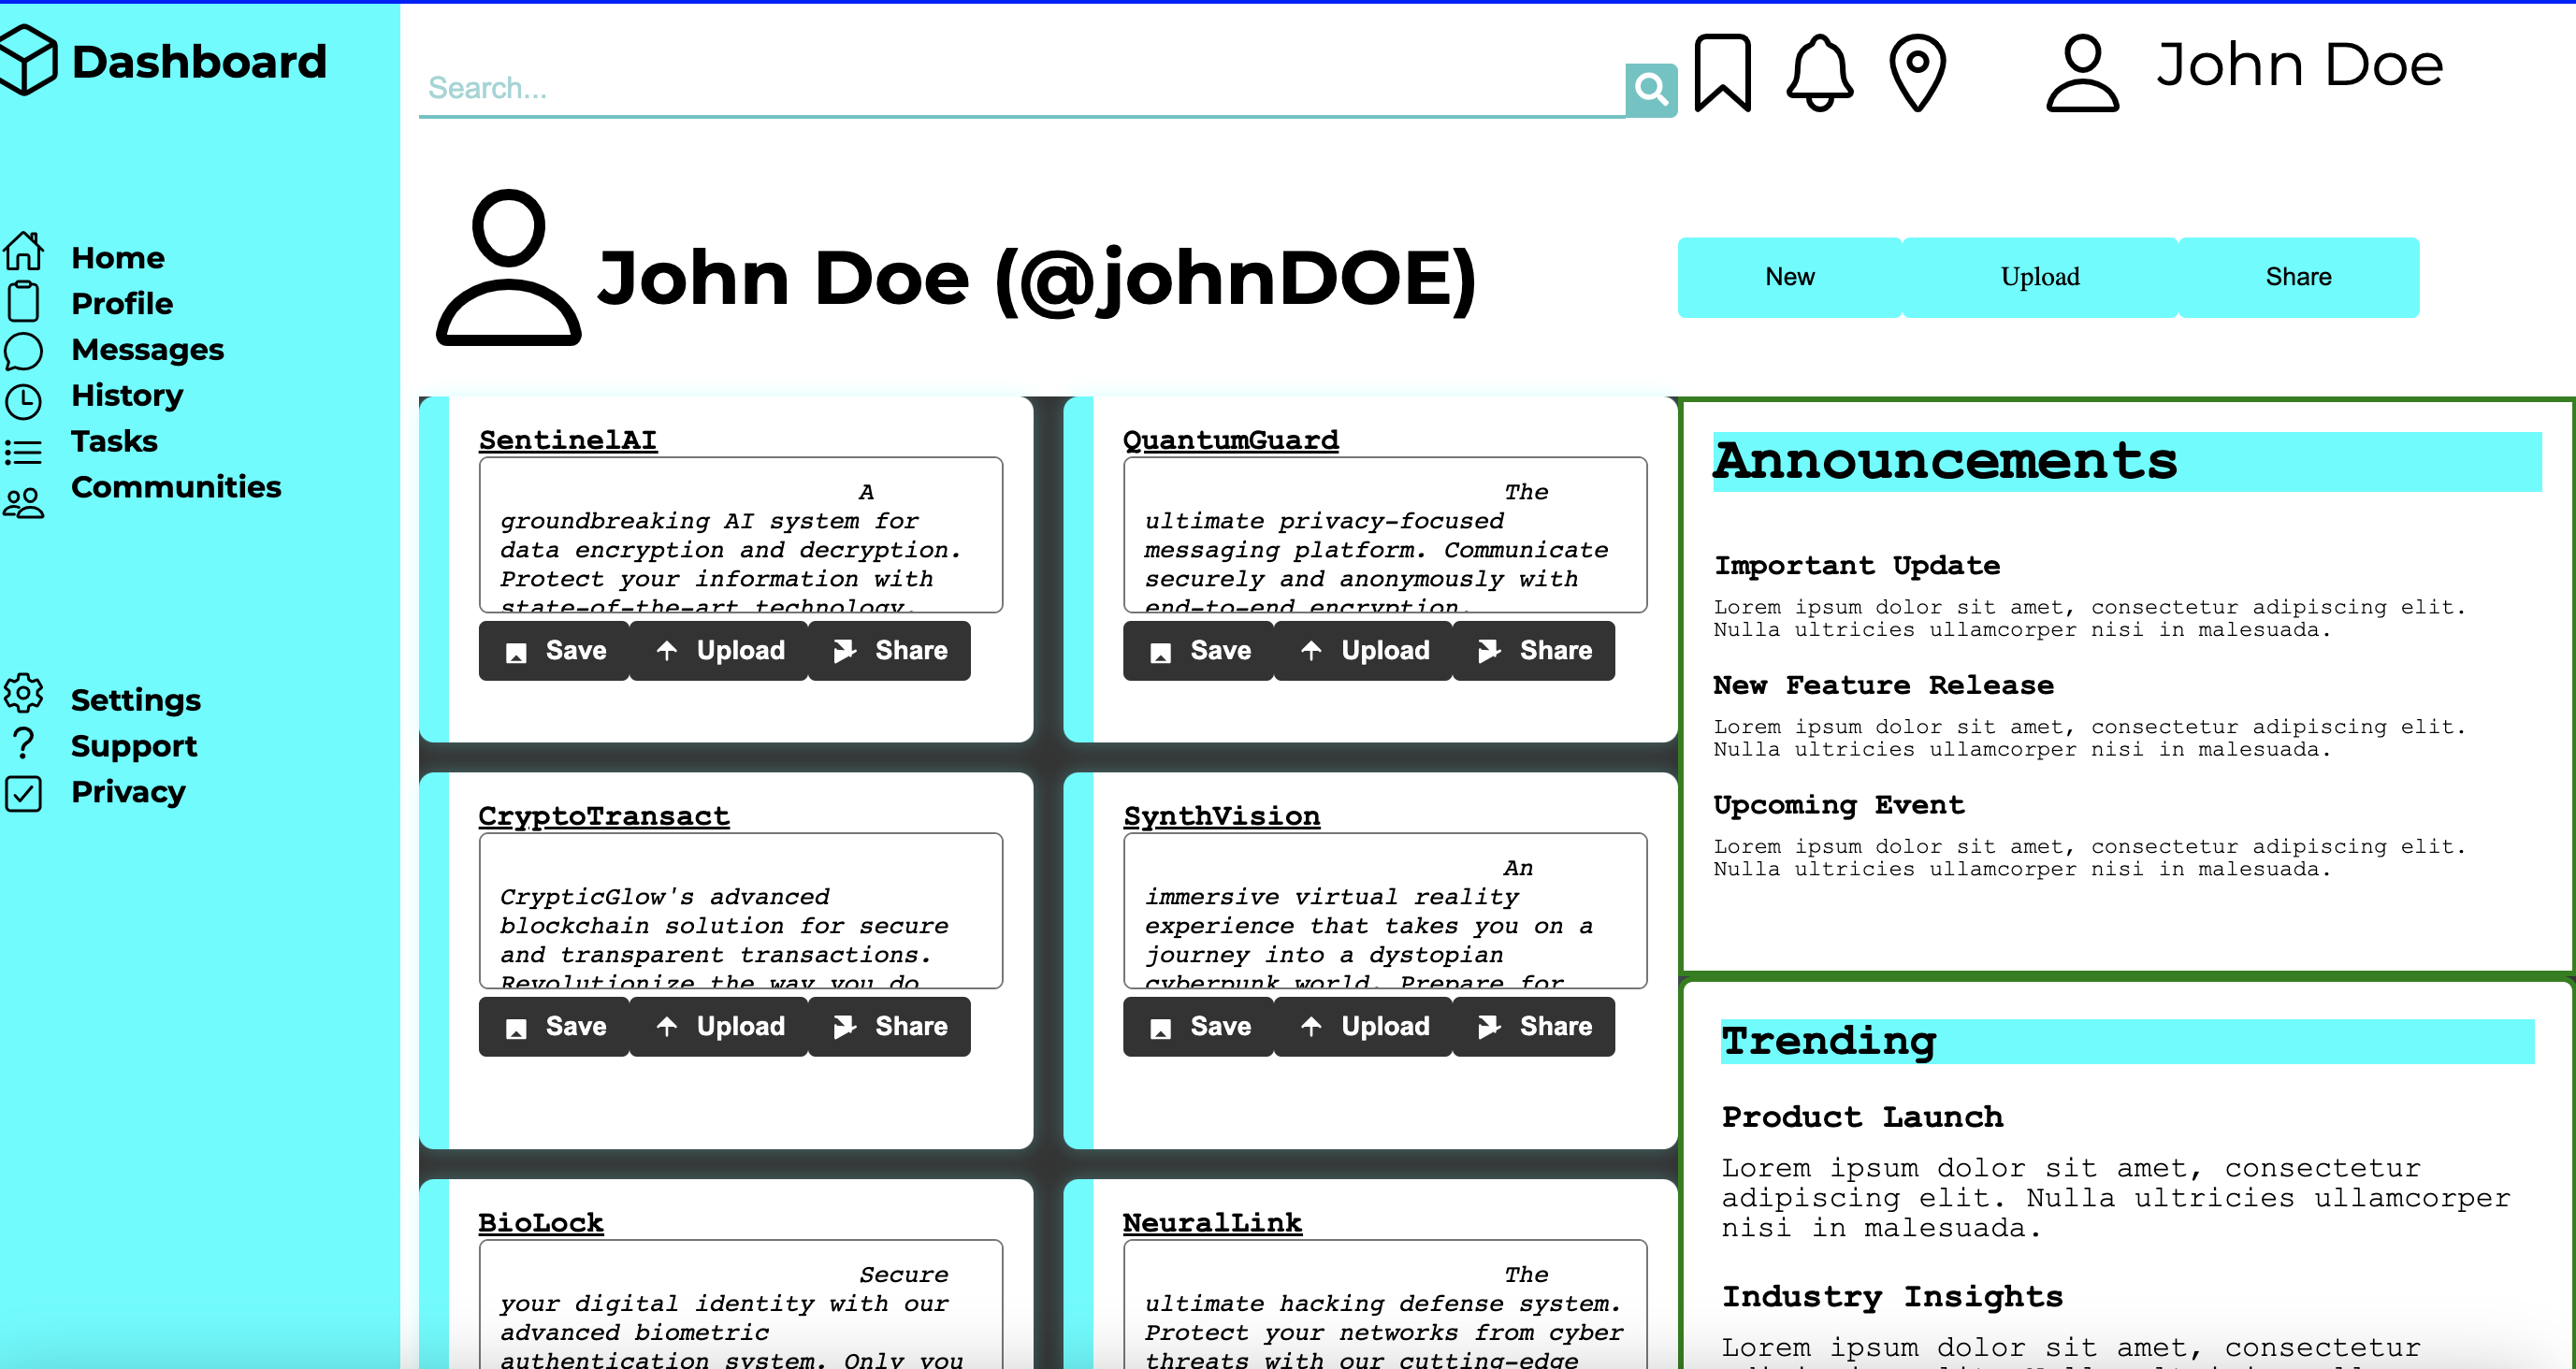 Dashboard
Search...
John Doe
Home
Profile
Messages
History
Tasks
Communities
Settings
Support
Privacy
John Doe (@johnDOE)
New
Upload
Share
SentinelAI
A
groundbreaking AI system for
data encryption and decryption.
Protect your information with
state-of-the-art technology.
Save
Upload
Share
QuantumGuard
The
ultimate privacy-focused
messaging platform. Communicate
securely and anonymously with
end-to-end encryption.
Save
Upload
Share
CryptoTransact
CrypticGlow's advanced
blockchain solution for secure
and transparent transactions.
Revolutionize the way you do
Save
Upload
Share
SynthVision
An
immersive virtual reality
experience that takes you on a
journey into a dystopian
cyberpunk world. Prepare for
Save
Upload
Share
BioLock
Secure
your digital identity with our
advanced biometric
authentication system. Only you
NeuralLink
The
ultimate hacking defense system.
Protect your networks from cyber
threats with our cutting-edge
Announcements
Important Update
Lorem ipsum dolor sit amet, consectetur adipiscing elit.
Nulla ultricies ullamcorper nisi in malesuada.
New Feature Release
Lorem ipsum dolor sit amet, consectetur adipiscing elit.
Nulla ultricies ullamcorper nisi in malesuada.
Upcoming Event
Lorem ipsum dolor sit amet, consectetur adipiscing elit.
Nulla ultricies ullamcorper nisi in malesuada.
Trending
Product Launch
Lorem ipsum dolor sit amet, consectetur
adipiscing elit. Nulla ultricies ullamcorper
nisi in malesuada.
Industry Insights
Lorem ipsum dolor sit amet, consectetur